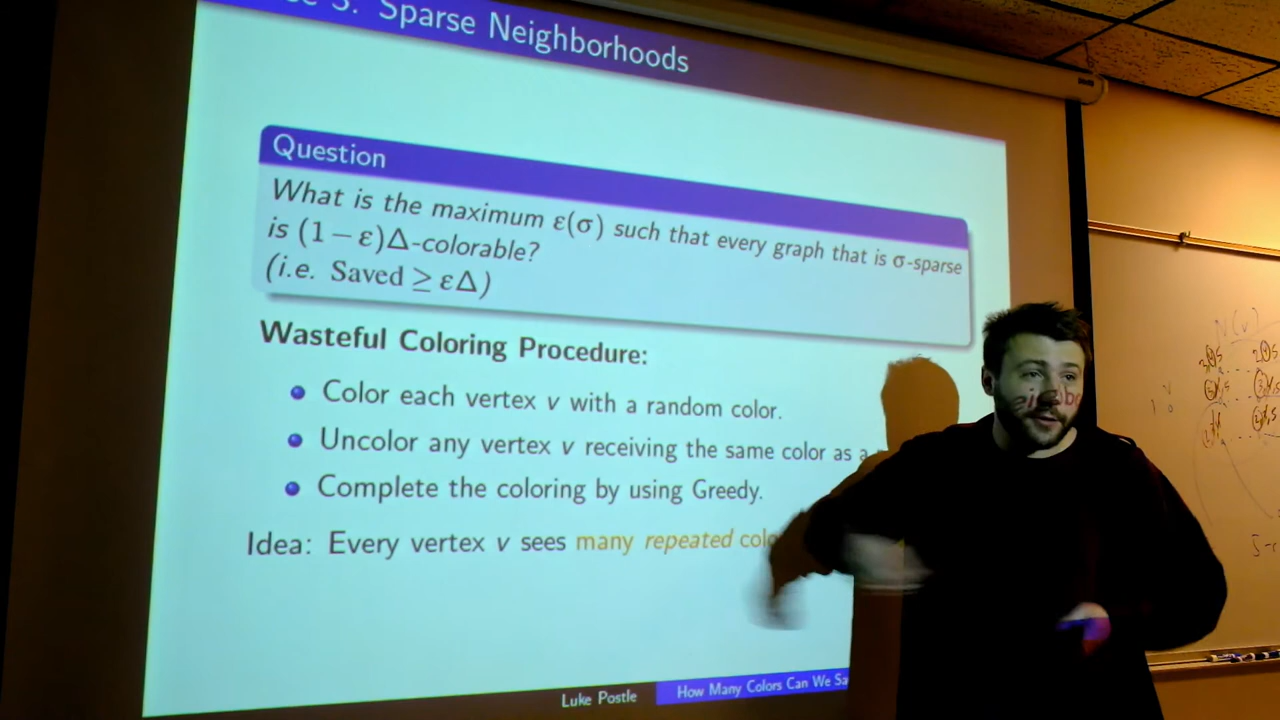 3: Sparse Neighborhoods
Question
What is the maximum ε(σ) such that every graph that is σ-sparse
is (1−ε)Δ-colorable?
(i.e. Saved ≥ εΔ)
Wasteful Coloring Procedure:
Color each vertex v with a random color.
Uncolor any vertex v receiving the same color as a
Complete the coloring by using Greedy.
Idea: Every vertex v sees many repeated colo
Luke Postle
How Many Colors Can We Sa
N(v)